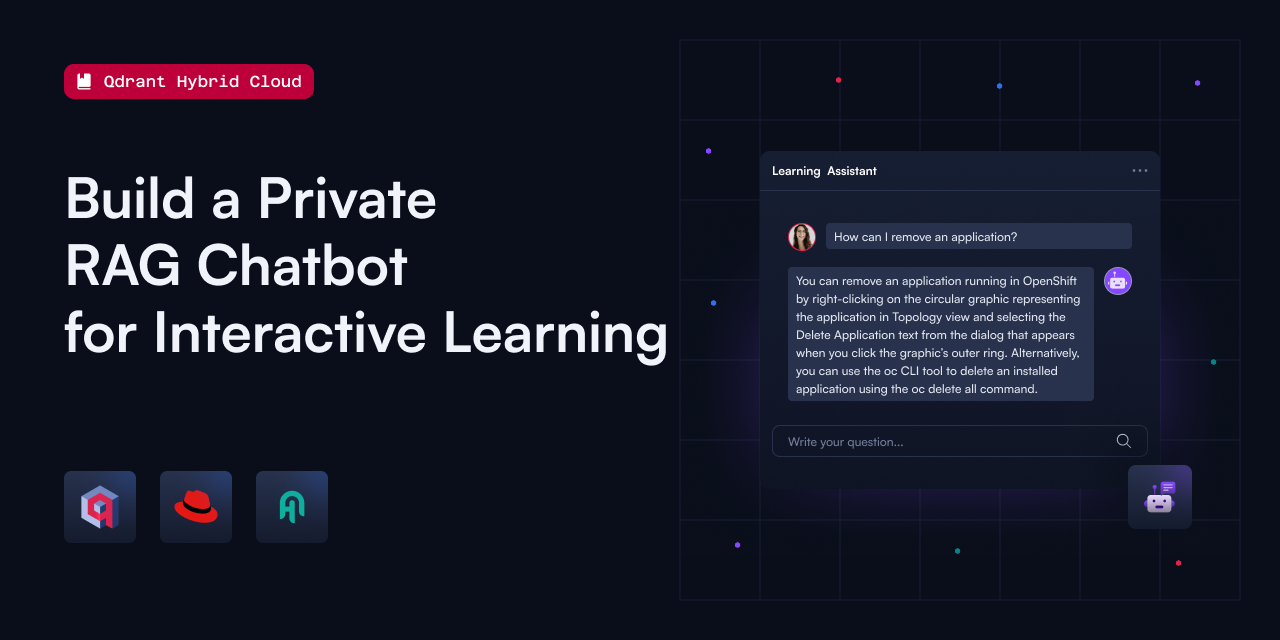 Qdrant Hybrid Cloud
Build a Private
RAG Chatbot
for Interactive Learning
Learning Assistant
How can I remove an application?
You can remove an application running in OpenShift
by right-clicking on the circular graphic representing
the application in Topology view and selecting the
Delete Application text from the dialog that appears
when you click the graphic's outer ring. Alternatively,
you can use the oc CLI tool to delete an installed
application using the oc delete all command.
Write your question...